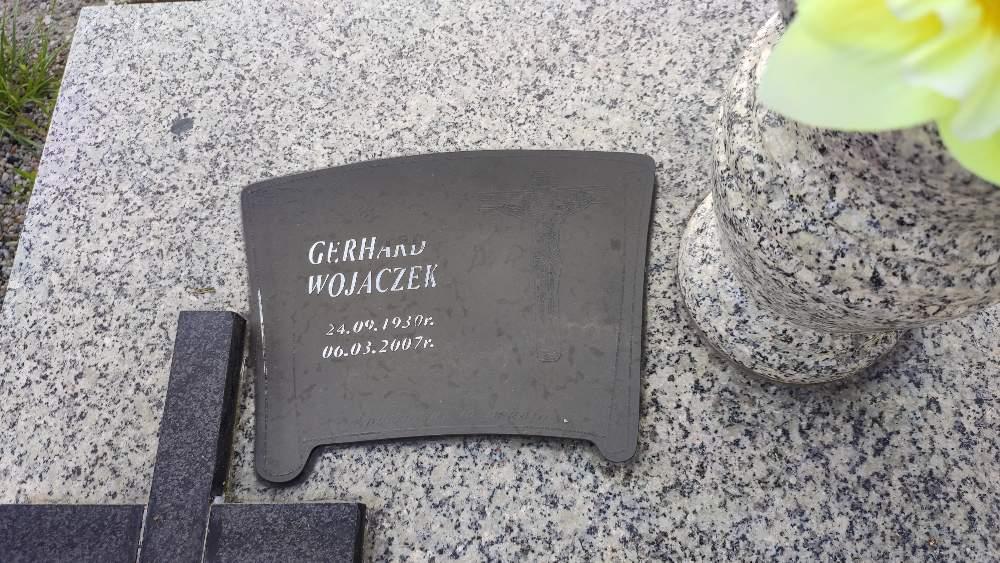 GERHARD
WOJACZEK
24.09.1930r.
06.03.2007r.